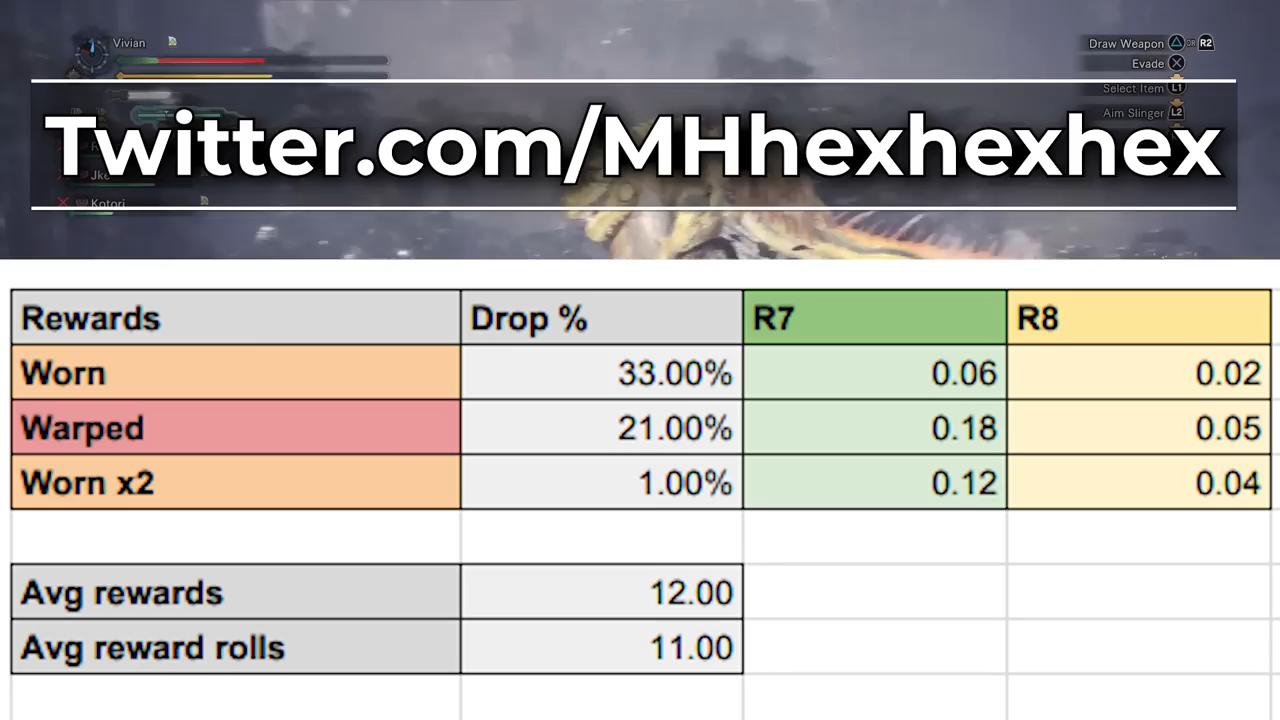 Vivian
Draw Weapon OR R2
Evade
Select Item L1
Aim Slinger L2
Twitter.com/MHhexhexhex
Jke
Kotori
Rewards Drop % R7 R8
Worn 33.00% 0.06 0.02
Warped 21.00% 0.18 0.05
Worn x2 1.00% 0.12 0.04
Avg rewards 12.00
Avg reward rolls 11.00